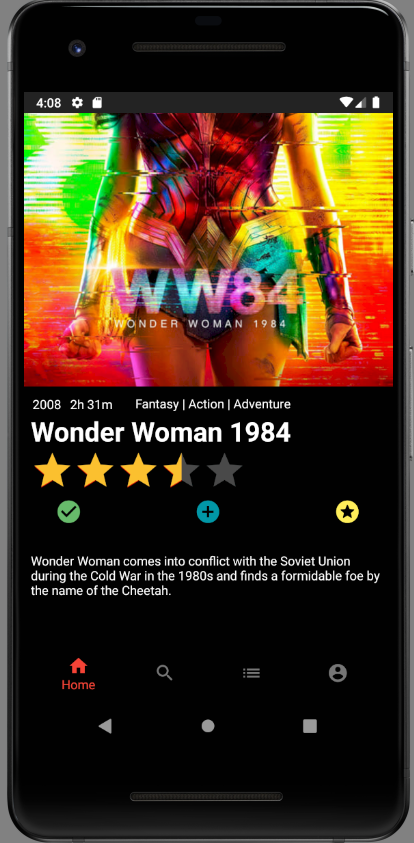 4:08
WW84
WONDER WOMAN 1984
2008 2h 31m Fantasy | Action | Adventure
Wonder Woman 1984
Wonder Woman comes into conflict with the Soviet Union
during the Cold War in the 1980s and finds a formidable foe by
the name of the Cheetah.
Home